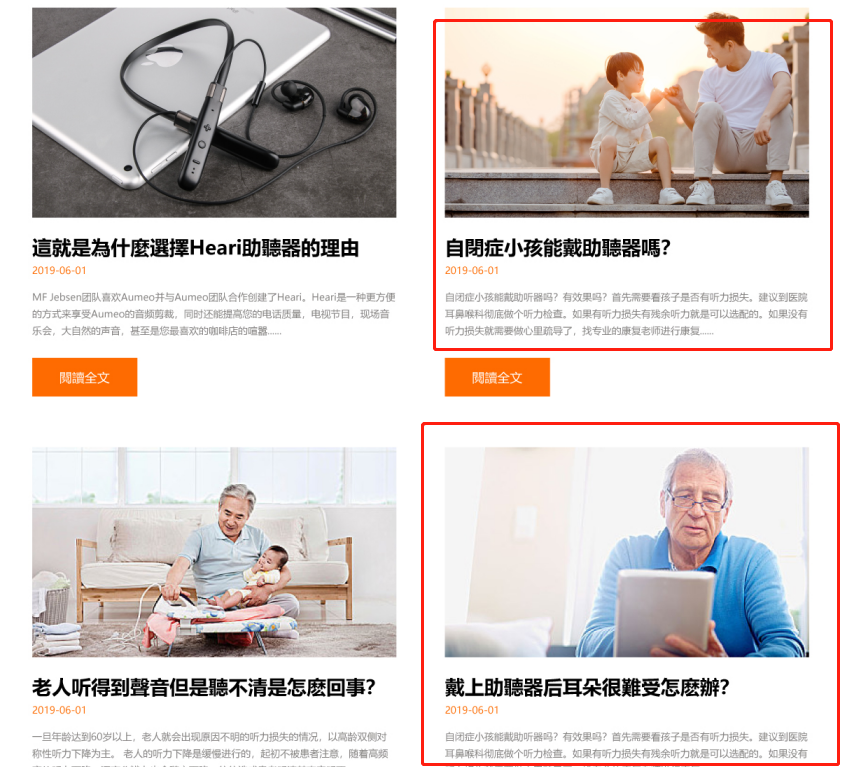 這就是為什麼選擇Heari助聽器的理由
2019-06-01
MF Jebsen团队喜欢Aumeo并与Aumeo团队合作创建了Heari。Heari是一种更方便
的方式来享受Aumeo的音频剪裁，同时还能提高您的电话质量，电视节目，现场音
乐会，大自然的声音，甚至是您最喜欢的咖啡店的喧嚣......
閱讀全文
自閉症小孩能戴助聽器嗎？
2019-06-01
自闭症小孩能戴助听器吗？有效果吗？首先需要看孩子是否有听力损失。建议到医院
耳鼻喉科彻底做个听力检查。如果有听力损失有残余听力就是可以选配的。如果没有
听力损失就需要做心里疏导了，找专业的康复老师进行康复......
閱讀全文
老人听得到聲音但是聽不清是怎麽回事？
2019-06-01
一旦年龄达到60岁以上，老人就会出现原因不明的听力损失的情况，以高龄双侧对
称性听力下降为主。 老人的听力下降是缓慢进行的，起初不被患者注意，随着高频
戴上助聽器后耳朵很難受怎麽辦？
2019-06-01
自闭症小孩能戴助听器吗？有效果吗？首先需要看孩子是否有听力损失。建议到医院
耳鼻喉科彻底做个听力检查。如果有听力损失有残余听力就是可以选配的。如果没有